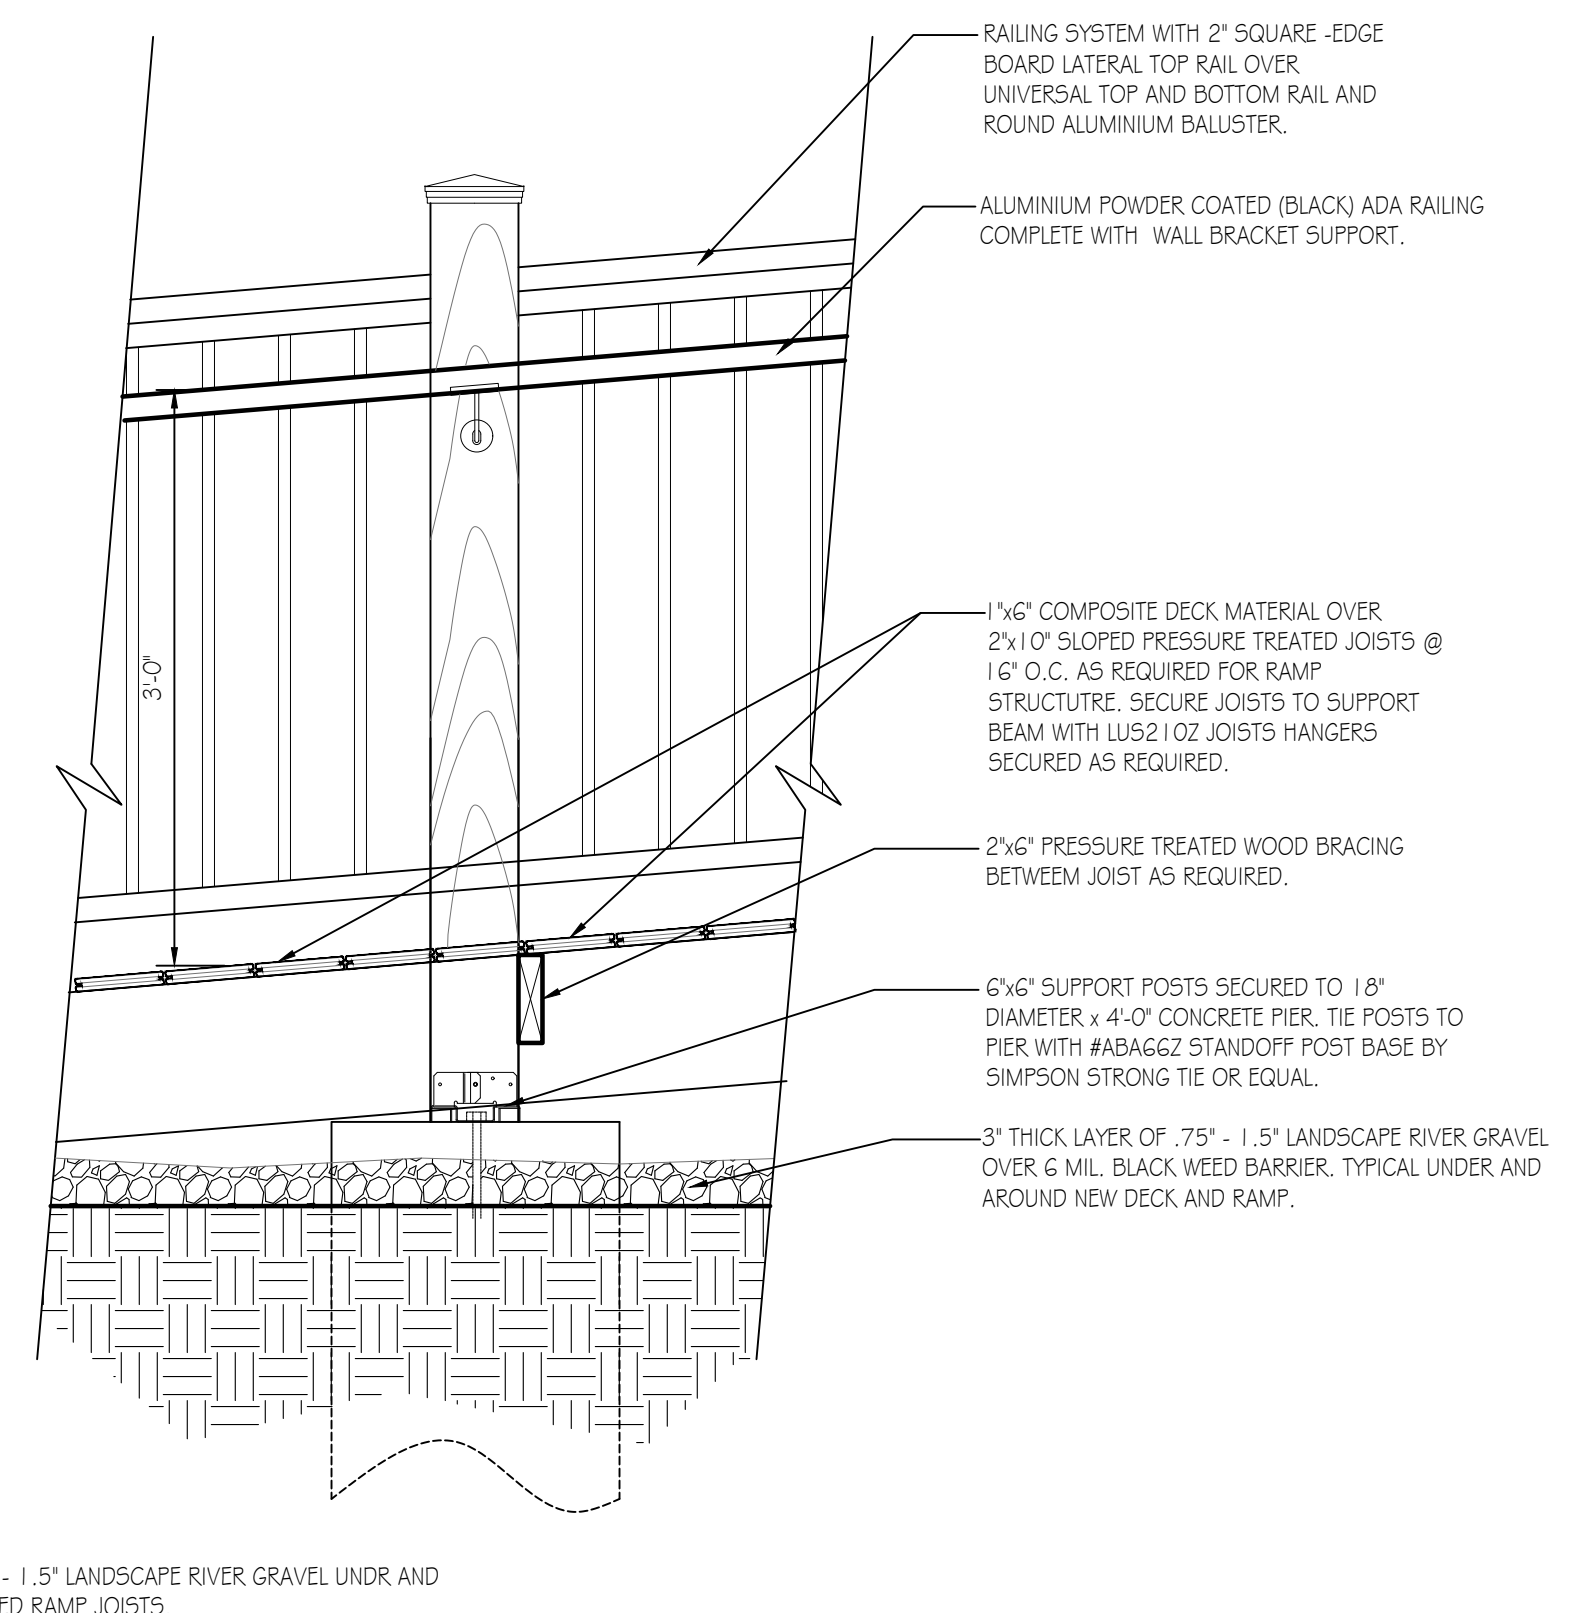 RAILING SYSTEM WITH 2" SQUARE -EDGE
BOARD LATERAL TOP RAIL OVER
UNIVERSAL TOP AND BOTTOM RAIL AND
ROUND ALUMINIUM BALUSTER.
ALUMINIUM POWDER COATED (BLACK) ADA RAILING
COMPLETE WITH WALL BRACKET SUPPORT.
3'-0"
1"x6" COMPOSITE DECK MATERIAL OVER
2"x10" SLOPED PRESSURE TREATED JOISTS @
16" O.C. AS REQUIRED FOR RAMP
STRUCTUTRE. SECURE JOISTS TO SUPPORT
BEAM WITH LUS210Z JOISTS HANGERS
SECURED AS REQUIRED.
2"x6" PRESSURE TREATED WOOD BRACING
BETWEEM JOIST AS REQUIRED.
6"x6" SUPPORT POSTS SECURED TO 18"
DIAMETER x 4'-0" CONCRETE PIER. TIE POSTS TO
PIER WITH #ABA66Z STANDOFF POST BASE BY
SIMPSON STRONG TIE OR EQUAL.
3" THICK LAYER OF .75" - 1.5" LANDSCAPE RIVER GRAVEL
OVER 6 MIL. BLACK WEED BARRIER. TYPICAL UNDER AND
AROUND NEW DECK AND RAMP.
- 1.5" LANDSCAPE RIVER GRAVEL UNDR AND
ED RAMP JOISTS